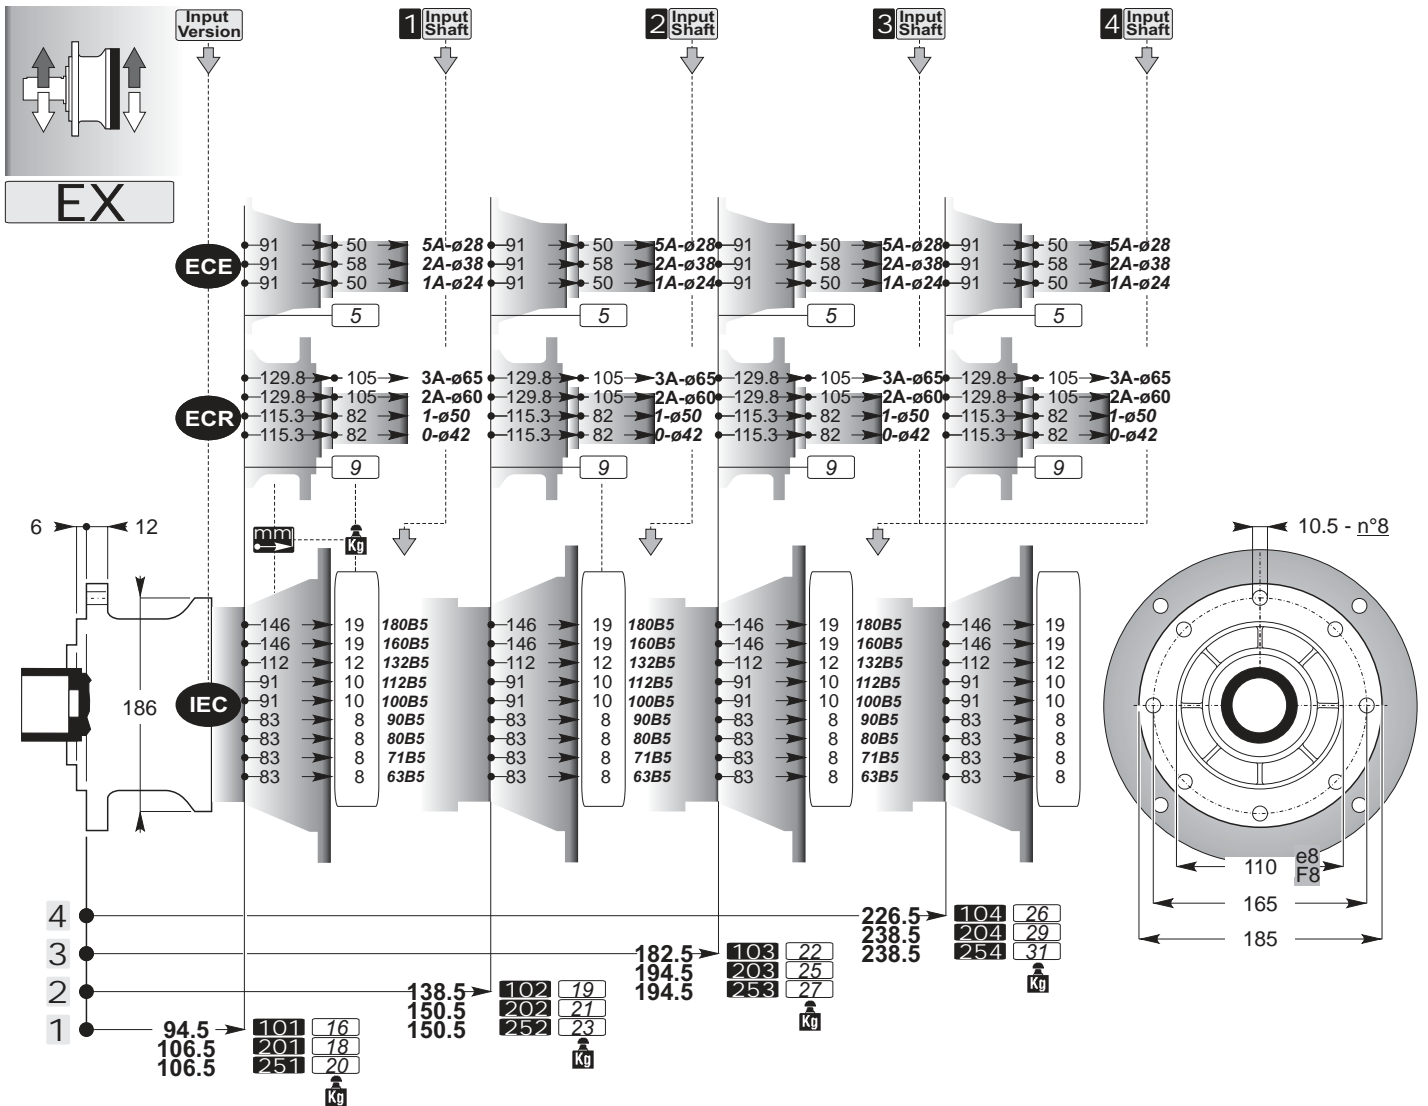 Input Version
1 Input Shaft
2 Input Shaft
3 Input Shaft
4 Input Shaft
EX
ECE
91 50 5A-ø28 91 50 5A-ø28 91 50 5A-ø28 91 50 5A-ø28
91 58 2A-ø38 91 58 2A-ø38 91 58 2A-ø38 91 58 2A-ø38
91 50 1A-ø24 91 50 1A-ø24 91 50 1A-ø24 91 50 1A-ø24
5 5 5 5
ECR
129.8 105 3A-ø65 129.8 105 3A-ø65 129.8 105 3A-ø65 129.8 105 3A-ø65
129.8 105 2A-ø60 129.8 105 2A-ø60 129.8 105 2A-ø60 129.8 105 2A-ø60
115.3 82 1-ø50 115.3 82 1-ø50 115.3 82 1-ø50 115.3 82 1-ø50
115.3 82 0-ø42 115.3 82 0-ø42 115.3 82 0-ø42 115.3 82 0-ø42
9 9 9 9
6 12
mm
Kg
10.5 - n°8
186
IEC
146 19 180B5 146 19 180B5 146 19 180B5 146 19
146 19 160B5 146 19 160B5 146 19 160B5 146 19
112 12 132B5 112 12 132B5 112 12 132B5 112 12
91 10 112B5 91 10 112B5 91 10 112B5 91 10
91 10 100B5 91 10 100B5 91 10 100B5 91 10
83 8 90B5 83 8 90B5 83 8 90B5 83 8
83 8 80B5 83 8 80B5 83 8 80B5 83 8
83 8 71B5 83 8 71B5 83 8 71B5 83 8
83 8 63B5 83 8 63B5 83 8 63B5 83 8
110 e8 F8
165
185
4
226.5 104 26
238.5 204 29
238.5 254 31
Kg
3
182.5 103 22
194.5 203 25
194.5 253 27
Kg
2
138.5 102 19
150.5 202 21
150.5 252 23
Kg
1
94.5 101 16
106.5 201 18
106.5 251 20
Kg